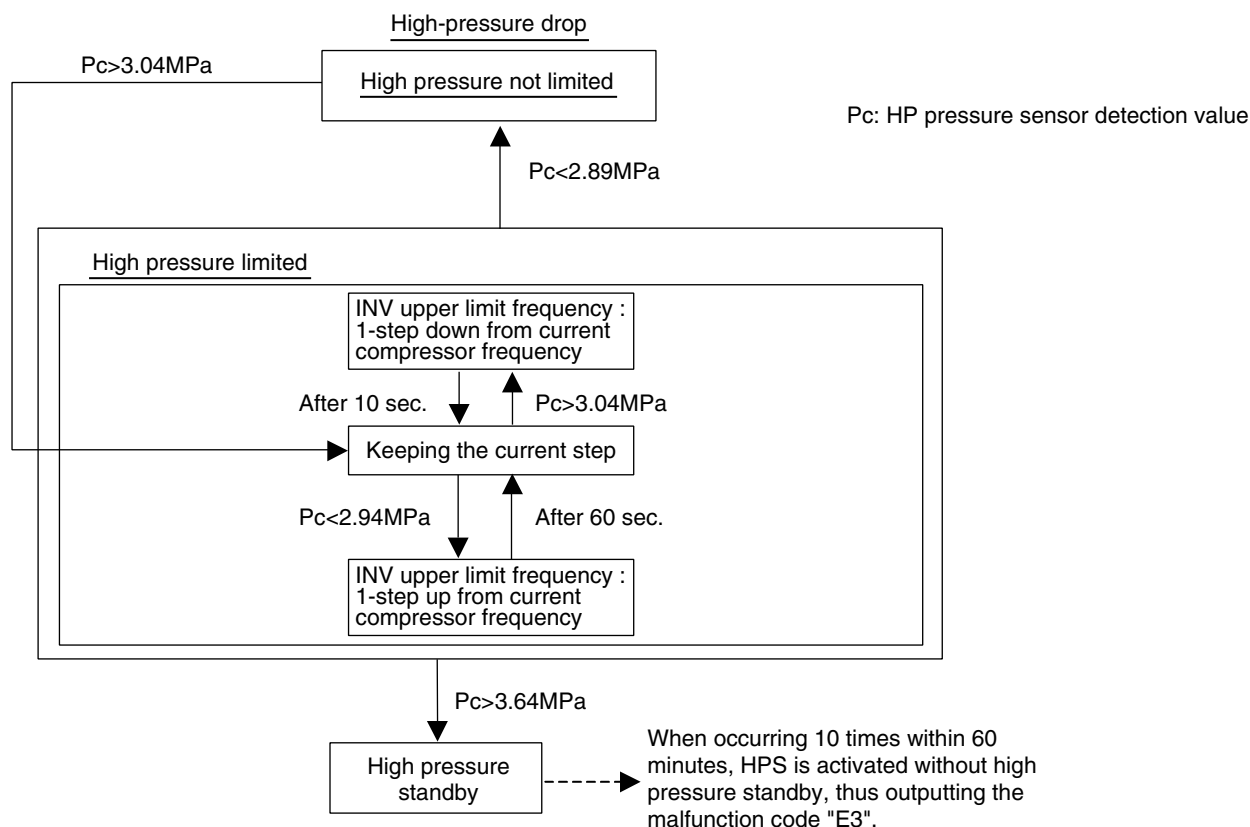 High-pressure drop
Pc>3.04MPa
High pressure not limited
Pc: HP pressure sensor detection value
Pc<2.89MPa
High pressure limited
INV upper limit frequency :
1-step down from current
compressor frequency
After 10 sec.
Pc>3.04MPa
Keeping the current step
Pc<2.94MPa
After 60 sec.
INV upper limit frequency :
1-step up from current
compressor frequency
Pc>3.64MPa
High pressure
standby
When occurring 10 times within 60
minutes, HPS is activated without high
pressure standby, thus outputting the
malfunction code "E3".